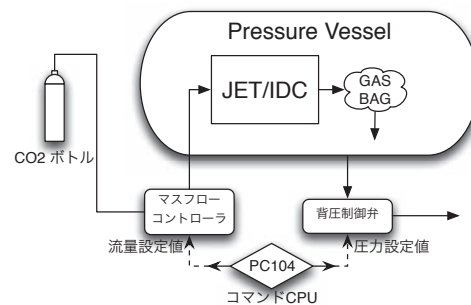 Pressure Vessel
JET/IDC
GAS
BAG
CO2 ボトル
マスフロー
コントローラ
背圧制御弁
流量設定値
圧力設定値
PC104
コマンドCPU